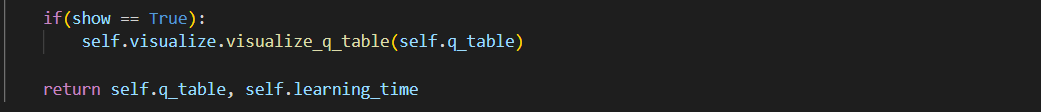 if(show == True):
self.visualize.visualize_q_table(self.q_table)
return self.q_table, self.learning_time